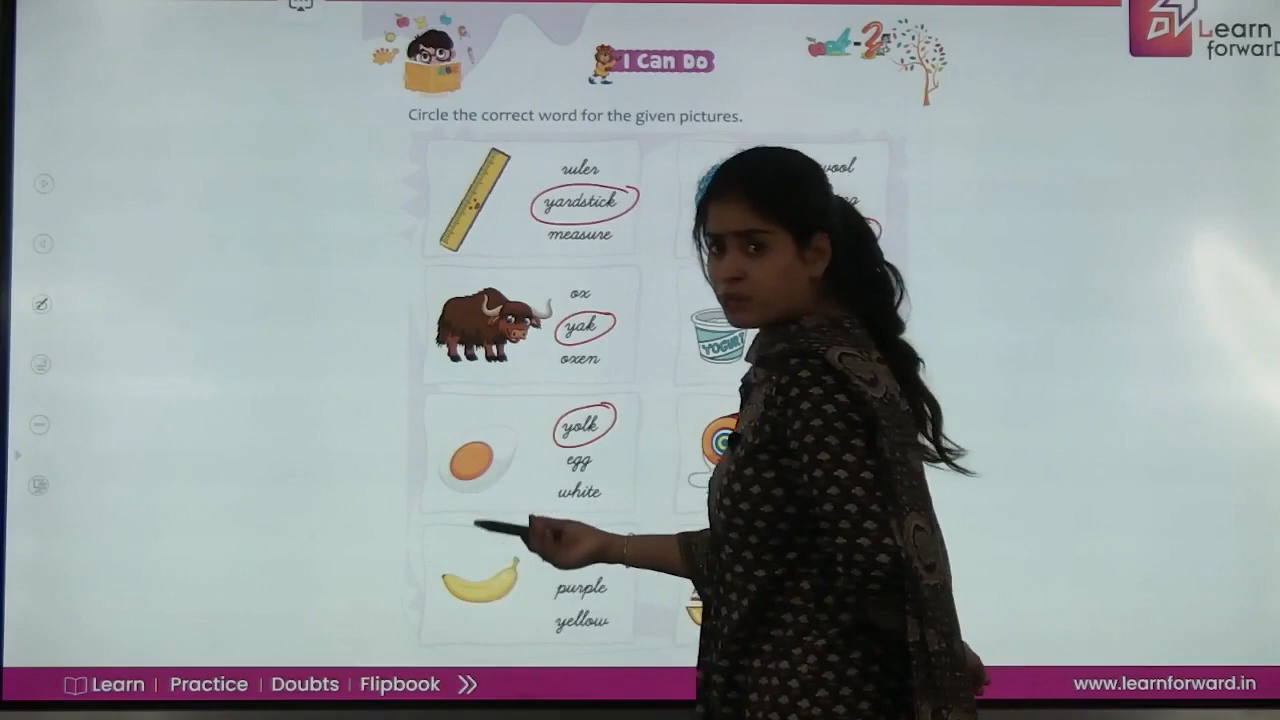 Learn
forward
I Can Do
Circle the correct word for the given pictures.
ruler
yardstick
measure
ox
yak
oxen
YOGURT
yolk
egg
white
purple
yellow
Learn | Practice | Doubts | Flipbook
www.learnforward.in